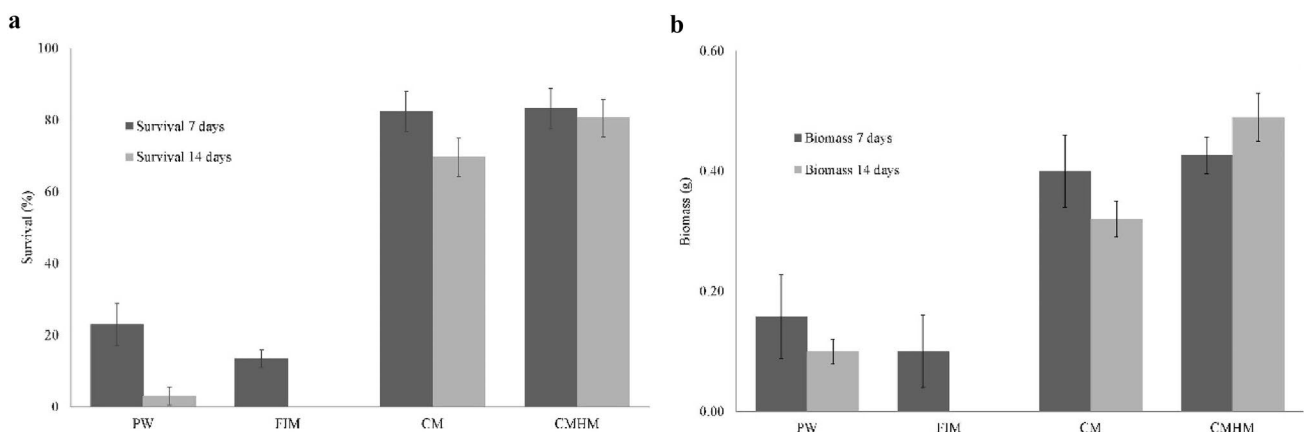 a
100
80
60
40
20
0
Survival (%)
Survival 7 days
Survival 14 days
PW
FIM
CM
CMHM
b
0.60
0.40
0.20
0.00
Biomass (g)
Biomass 7 days
Biomass 14 days
PW
FIM
CM
CMHM